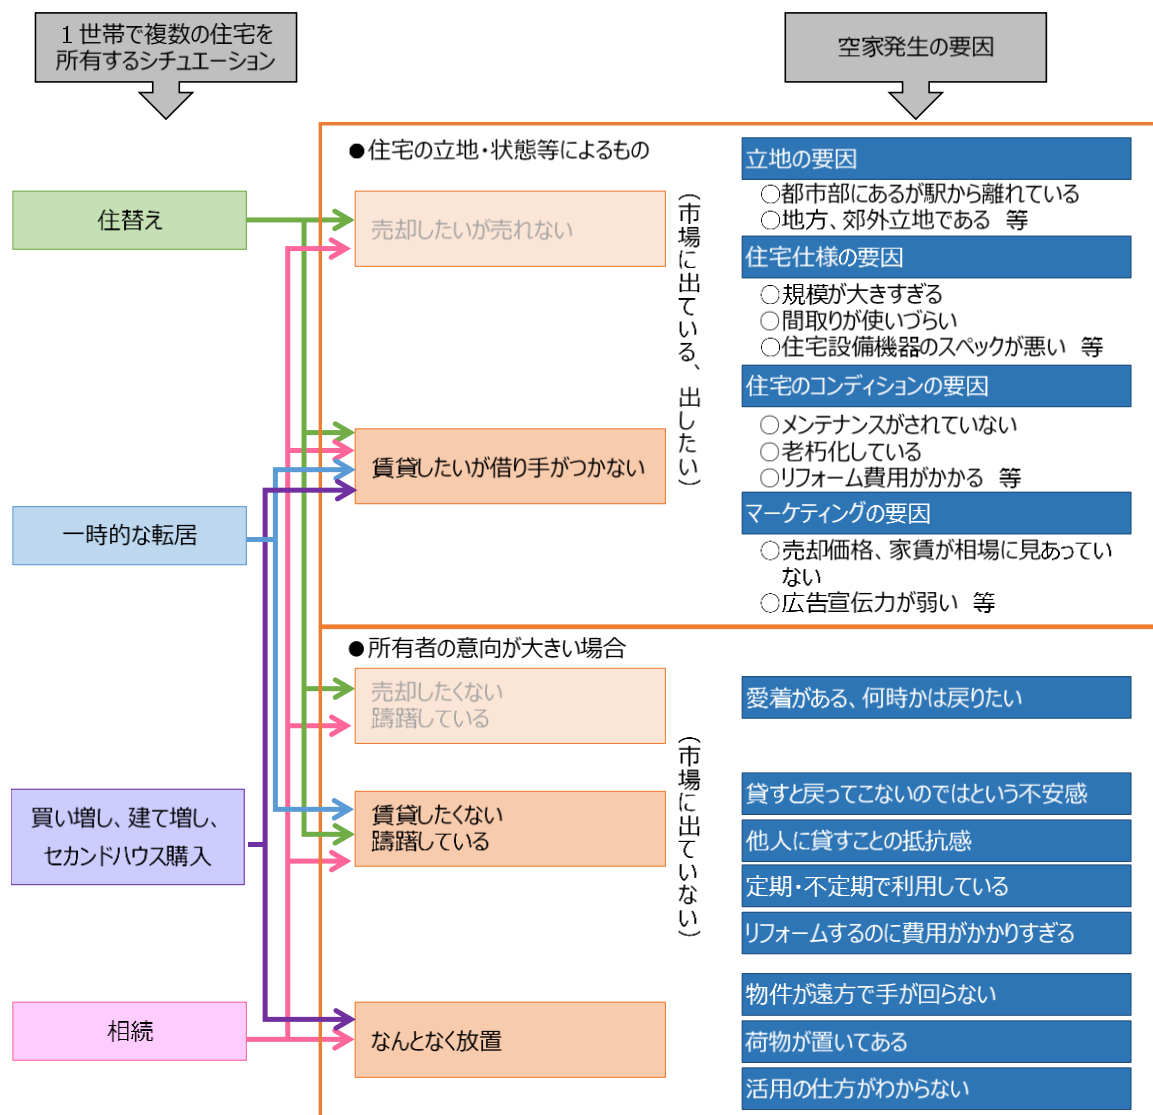 １世帯で複数の住宅を
所有するシチュエーション
空家発生の要因
●住宅の立地・状態等によるもの
住替え
売却したいが売れない
賃貸したいが借り手がつかない
一時的な転居
（市場に出ている、出したい）
立地の要因
○都市部にあるが駅から離れている
○地方、郊外立地である　等
住宅仕様の要因
○規模が大きすぎる
○間取りが使いづらい
○住宅設備機器のスペックが悪い　等
住宅のコンディションの要因
○メンテナンスがされていない
○老朽化している
○リフォーム費用がかかる　等
マーケティングの要因
○売却価格、家賃が相場に見あってい
ない
○広告宣伝力が弱い　等
●所有者の意向が大きい場合
売却したくない
躊躇している
買い増し、建て増し、
セカンドハウス購入
賃貸したくない
躊躇している
相続
なんとなく放置
（市場に出ていない）
愛着がある、何時かは戻りたい
貸すと戻ってこないのではという不安感
他人に貸すことの抵抗感
定期・不定期で利用している
リフォームするのに費用がかかりすぎる
物件が遠方で手が回らない
荷物が置いてある
活用の仕方がわからない